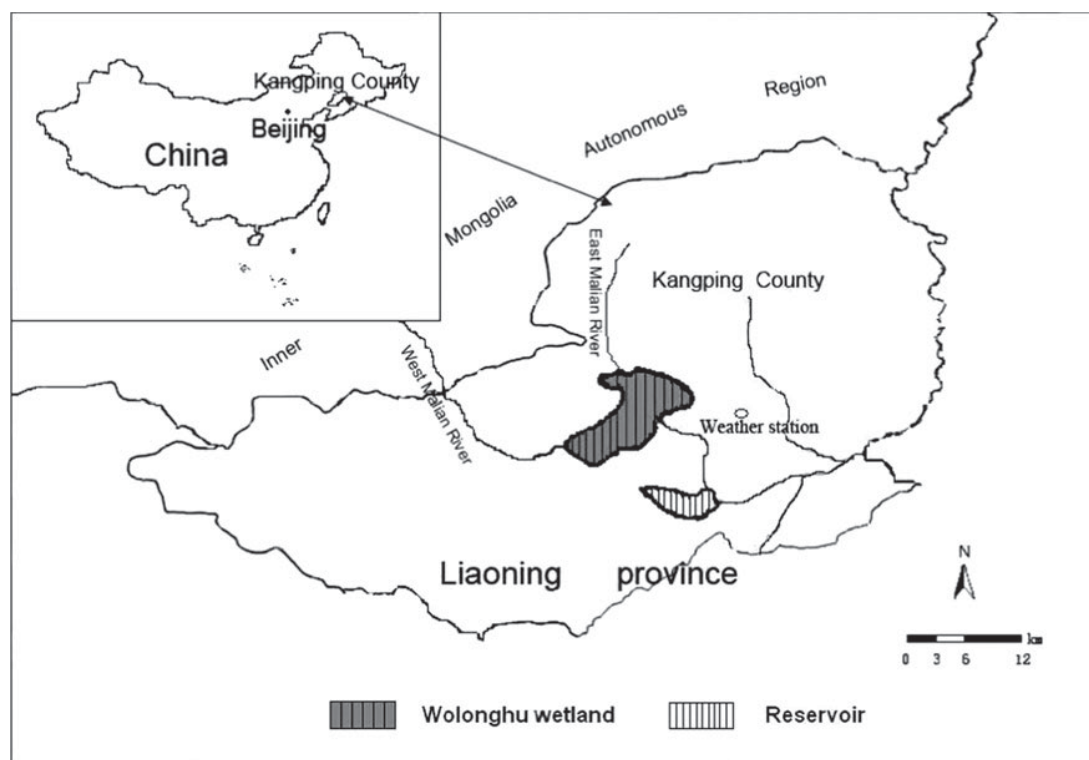 Kangping County
Beijing
China
Region
Autonomous
Mongolia
Inner
East Malian River
Kangping County
West Malian River
Weather station
Liaoning province
N
km
0 3 6 12
Wolonghu wetland
Reservoir